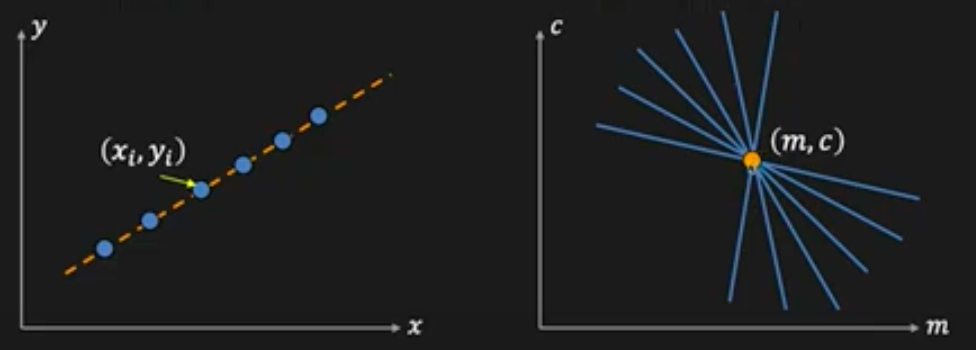 y
(xᵢ, yᵢ)
x
c
(m, c)
m